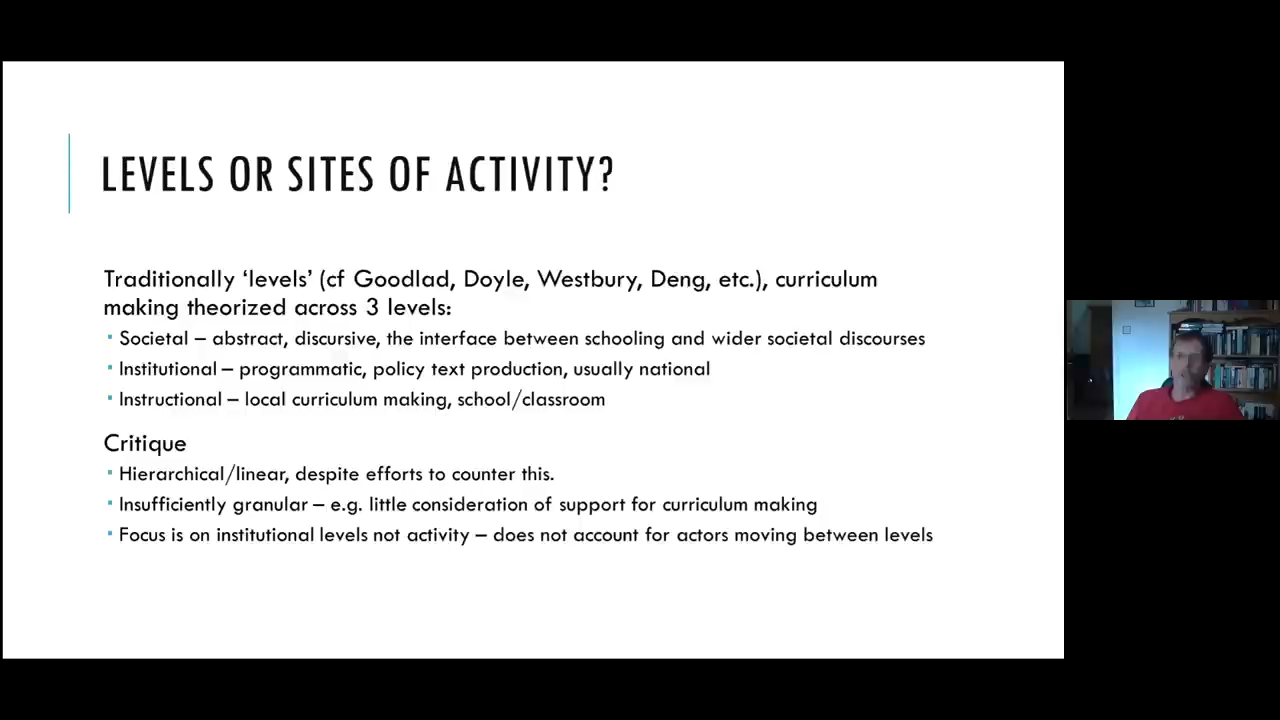 LEVELS OR SITES OF ACTIVITY?
Traditionally ‘levels’ (cf Goodlad, Doyle, Westbury, Deng, etc.), curriculum
making theorized across 3 levels:
▪ Societal – abstract, discursive, the interface between schooling and wider societal discourses
▪ Institutional – programmatic, policy text production, usually national
▪ Instructional – local curriculum making, school/classroom
Critique
▪ Hierarchical/linear, despite efforts to counter this.
▪ Insufficiently granular – e.g. little consideration of support for curriculum making
▪ Focus is on institutional levels not activity – does not account for actors moving between levels